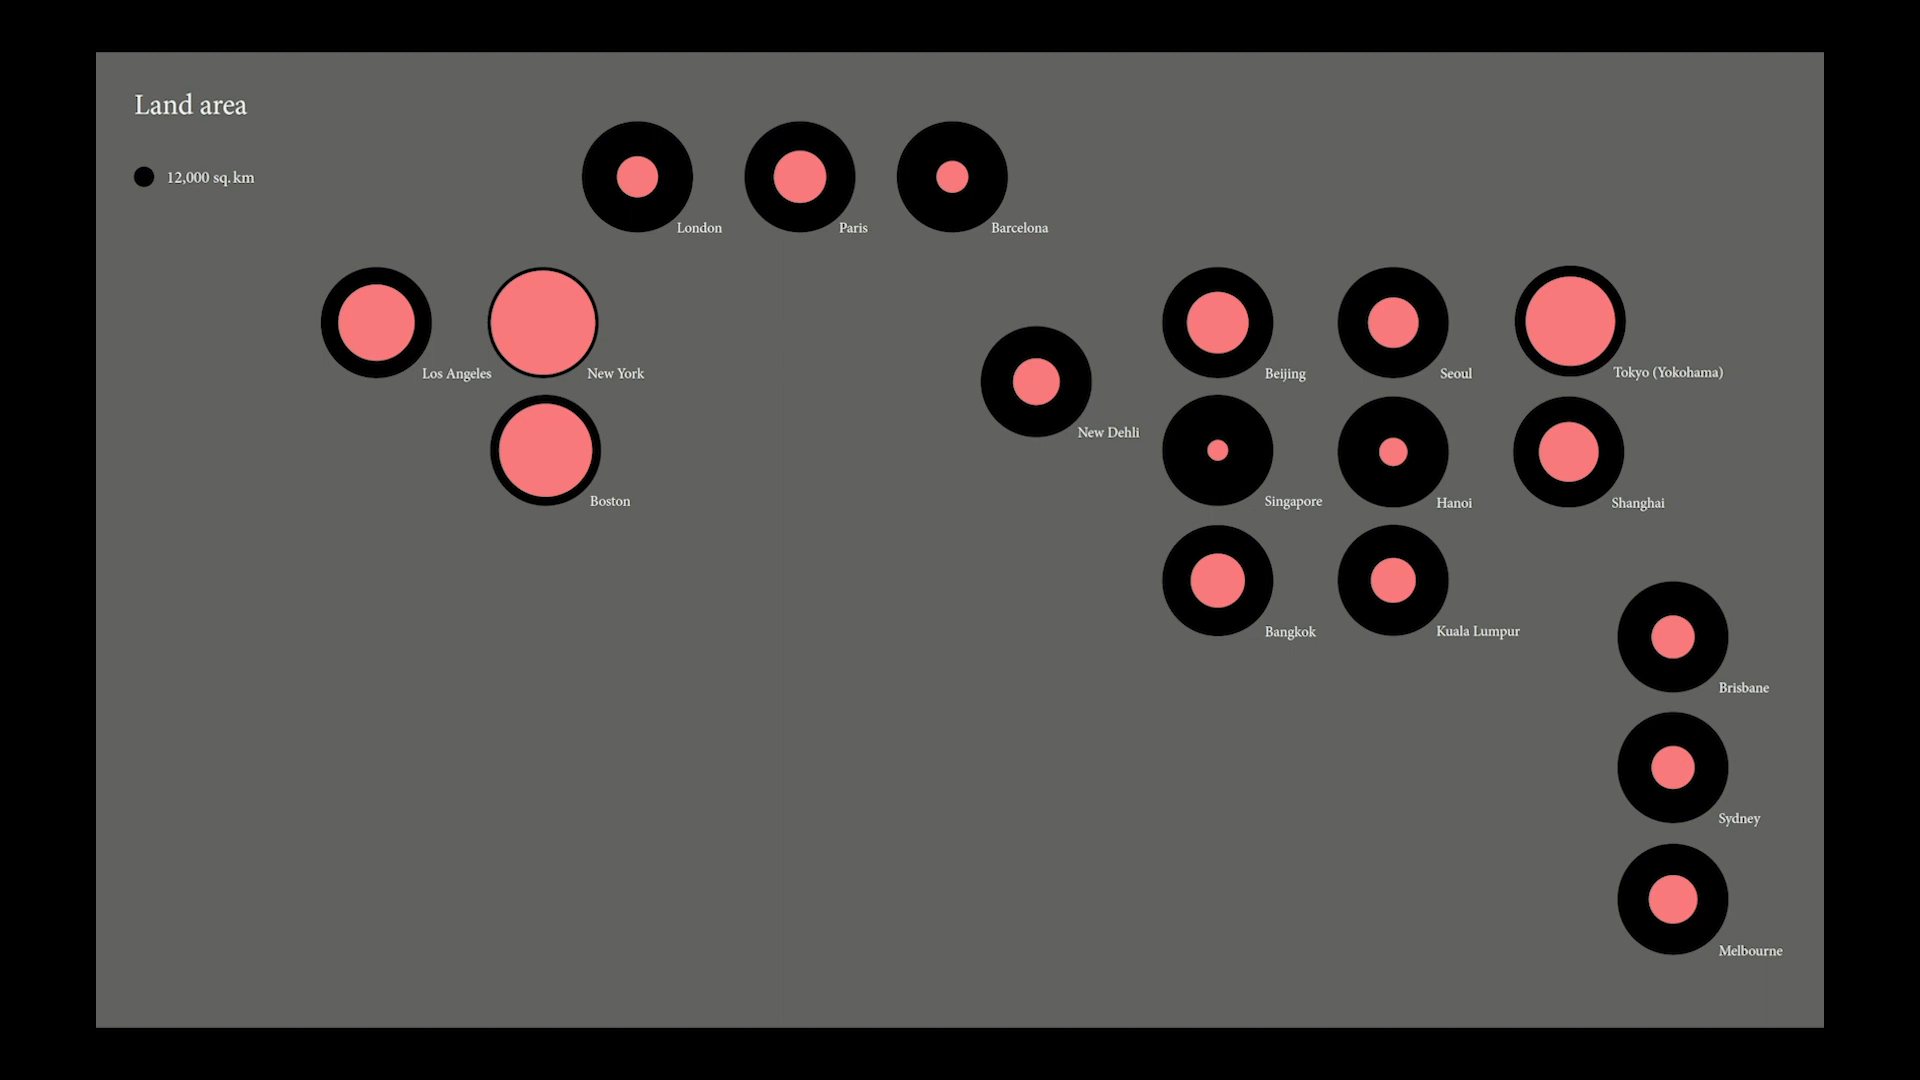 Land area
12,000 sq. km
London
Paris
Barcelona
Los Angeles
New York
Beijing
Seoul
Tokyo (Yokohama)
New Dehli
Boston
Singapore
Hanoi
Shanghai
Bangkok
Kuala Lumpur
Brisbane
Sydney
Melbourne